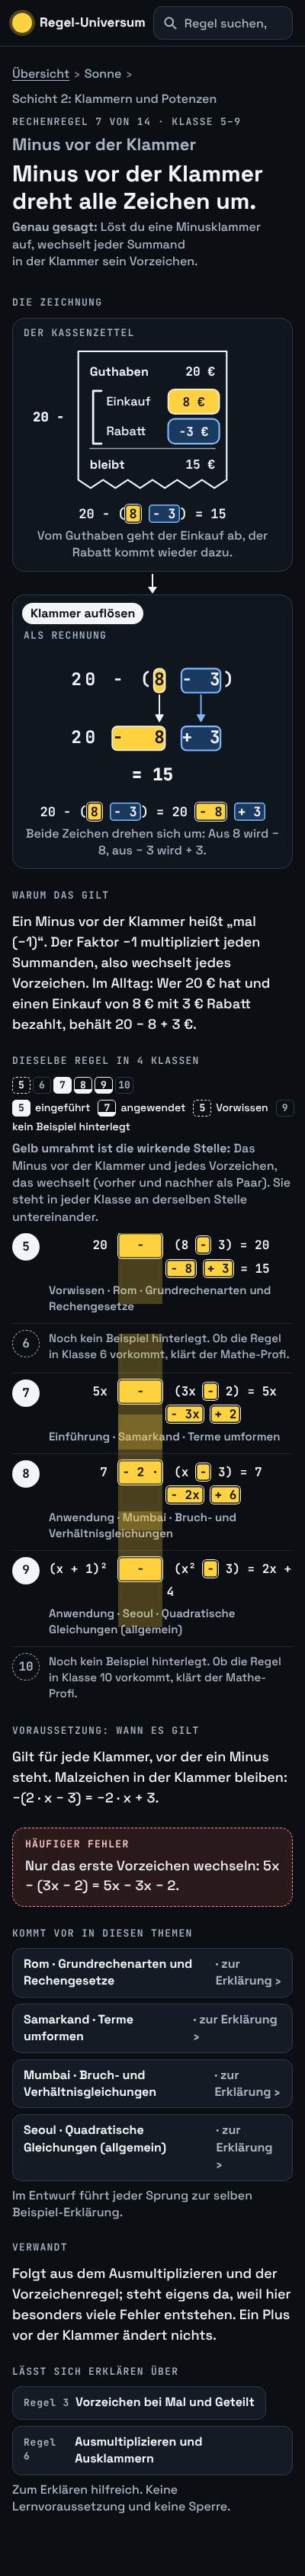 Regel-Universum
Regel suchen,
Übersicht > Sonne >
Schicht 2: Klammern und Potenzen
RECHENREGEL 7 VON 14 · KLASSE 5–9
Minus vor der Klammer
Minus vor der Klammer
dreht alle Zeichen um.
Genau gesagt: Löst du eine Minusklammer
auf, wechselt jeder Summand
in der Klammer sein Vorzeichen.
DIE ZEICHNUNG
DER KASSENZETTEL
Guthaben 20 €
Einkauf 8 €
20 -
Rabatt -3 €
bleibt 15 €
20 - (8 - 3) = 15
Vom Guthaben geht der Einkauf ab, der
Rabatt kommt wieder dazu.
Klammer auflösen
ALS RECHNUNG
20 - (8 - 3)
20 - 8 + 3
= 15
20 - (8 - 3) = 20 - 8 + 3
Beide Zeichen drehen sich um: Aus 8 wird −
8, aus − 3 wird + 3.
WARUM DAS GILT
Ein Minus vor der Klammer heißt „mal
(−1)“. Der Faktor −1 multipliziert jeden
Summanden, also wechselt jedes
Vorzeichen. Im Alltag: Wer 20 € hat und
einen Einkauf von 8 € mit 3 € Rabatt
bezahlt, behält 20 − 8 + 3 €.
DIESELBE REGEL IN 4 KLASSEN
5 6 7 8 9 10
5 eingeführt 7 angewendet 5 Vorwissen 9
kein Beispiel hinterlegt
Gelb umrahmt ist die wirkende Stelle: Das
Minus vor der Klammer und jedes Vorzeichen,
das wechselt (vorher und nachher als Paar). Sie
steht in jeder Klasse an derselben Stelle
untereinander.
5 20 - (8 - 3) = 20
- 8 + 3 = 15
Vorwissen · Rom · Grundrechenarten und
Rechengesetze
6 Noch kein Beispiel hinterlegt. Ob die Regel
in Klasse 6 vorkommt, klärt der Mathe-Profi.
7 5x - (3x - 2) = 5x
- 3x + 2
Einführung · Samarkand · Terme umformen
8 7 - 2 · (x - 3) = 7
- 2x + 6
Anwendung · Mumbai · Bruch- und
Verhältnisgleichungen
9 (x + 1)² - (x² - 3) = 2x +
4
Anwendung · Seoul · Quadratische
Gleichungen (allgemein)
10 Noch kein Beispiel hinterlegt. Ob die Regel
in Klasse 10 vorkommt, klärt der Mathe-
Profi.
VORAUSSETZUNG: WANN ES GILT
Gilt für jede Klammer, vor der ein Minus
steht. Malzeichen in der Klammer bleiben:
−(2 · x − 3) = −2 · x + 3.
HÄUFIGER FEHLER
Nur das erste Vorzeichen wechseln: 5x
− (3x − 2) = 5x − 3x − 2.
KOMMT VOR IN DIESEN THEMEN
Rom · Grundrechenarten und · zur
Rechengesetze Erklärung >
Samarkand · Terme · zur Erklärung
umformen >
Mumbai · Bruch- und · zur
Verhältnisgleichungen Erklärung >
Seoul · Quadratische · zur
Gleichungen (allgemein) Erklärung
>
Im Entwurf führt jeder Sprung zur selben
Beispiel-Erklärung.
VERWANDT
Folgt aus dem Ausmultiplizieren und der
Vorzeichenregel; steht eigens da, weil hier
besonders viele Fehler entstehen. Ein Plus
vor der Klammer ändert nichts.
LÄSST SICH ERKLÄREN ÜBER
Regel 3 Vorzeichen bei Mal und Geteilt
Regel Ausmultiplizieren und
6 Ausklammern
Zum Erklären hilfreich. Keine
Lernvoraussetzung und keine Sperre.